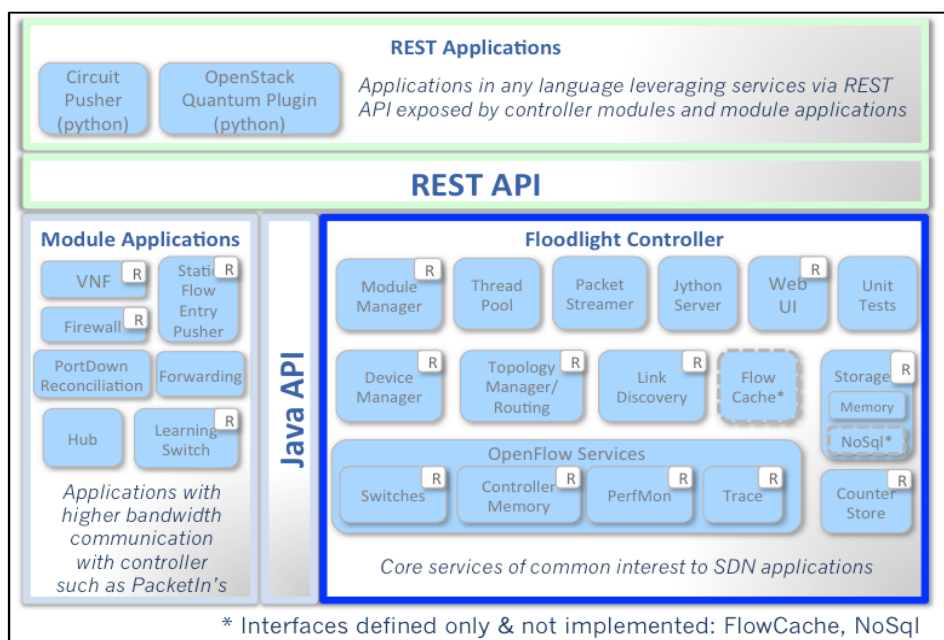 REST Applications
Circuit
Pusher
(python)
OpenStack
Quantum Plugin
(python)
Applications in any language leveraging services via REST
API exposed by controller modules and module applications
REST API
Module Applications
VNF
R
Static
R
Flow
Entry
Pusher
Firewall
R
PortDown
Reconciliation
Forwarding
Hub
Learning
Switch
R
Applications with
higher bandwidth
communication
with controller
such as PacketIn's
Java API
Floodlight Controller
Module
Manager
R
Thread
Pool
Packet
Streamer
Jython
Server
Web
UI
R
Unit
Tests
Device
Manager
R
Topology
Manager/
Routing
R
Link
Discovery
R
Flow
Cache*
Storage
R
Memory
NoSql*
OpenFlow Services
Switches
R
Controller
Memory
R
PerfMon
R
Trace
R
Counter
Store
R
Core services of common interest to SDN applications
* Interfaces defined only & not implemented: FlowCache, NoSql